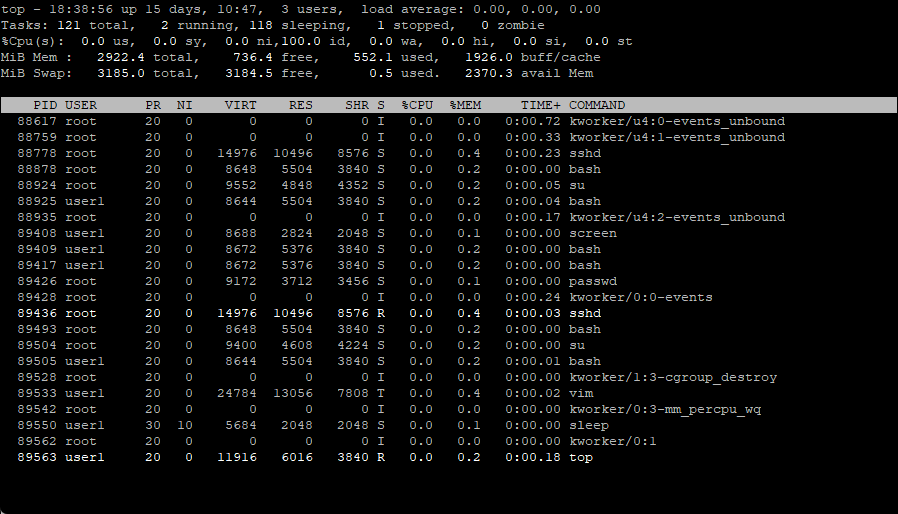 top - 18:38:56 up 15 days, 10:47,  3 users,  load average: 0.00, 0.00, 0.00
Tasks: 121 total,   2 running, 118 sleeping,   1 stopped,   0 zombie
%Cpu(s):  0.0 us,  0.0 sy,  0.0 ni,100.0 id,  0.0 wa,  0.0 hi,  0.0 si,  0.0 st
MiB Mem :   2922.4 total,    736.4 free,    552.1 used,   1926.0 buff/cache
MiB Swap:   3185.0 total,   3184.5 free,      0.5 used.   2370.3 avail Mem
    PID USER      PR  NI    VIRT    RES    SHR S  %CPU  %MEM     TIME+ COMMAND
  88617 root      20   0       0      0      0 I   0.0   0.0   0:00.72 kworker/u4:0-events_unbound
  88759 root      20   0       0      0      0 I   0.0   0.0   0:00.33 kworker/u4:1-events_unbound
  88778 root      20   0   14976  10496   8576 S   0.0   0.4   0:00.23 sshd
  88878 root      20   0    8648   5504   3840 S   0.0   0.2   0:00.00 bash
  88924 root      20   0    9552   4848   4352 S   0.0   0.2   0:00.05 su
  88925 user1     20   0    8644   5504   3840 S   0.0   0.2   0:00.04 bash
  88935 root      20   0       0      0      0 I   0.0   0.0   0:00.17 kworker/u4:2-events_unbound
  89408 user1     20   0    8688   2824   2048 S   0.0   0.1   0:00.00 screen
  89409 user1     20   0    8672   5376   3840 S   0.0   0.2   0:00.00 bash
  89417 user1     20   0    8672   5376   3840 S   0.0   0.2   0:00.00 bash
  89426 root      20   0    9172   3712   3456 S   0.0   0.1   0:00.00 passwd
  89428 root      20   0       0      0      0 I   0.0   0.0   0:00.24 kworker/0:0-events
  89436 root      20   0   14976  10496   8576 R   0.0   0.4   0:00.03 sshd
  89493 root      20   0    8648   5504   3840 S   0.0   0.2   0:00.00 bash
  89504 root      20   0    9400   4608   4224 S   0.0   0.2   0:00.00 su
  89505 user1     20   0    8644   5504   3840 S   0.0   0.2   0:00.01 bash
  89528 root      20   0       0      0      0 I   0.0   0.0   0:00.00 kworker/1:3-cgroup_destroy
  89533 user1     20   0   24784  13056   7808 T   0.0   0.4   0:00.02 vim
  89542 root      20   0       0      0      0 I   0.0   0.0   0:00.00 kworker/0:3-mm_percpu_wq
  89550 user1     30  10    5684   2048   2048 S   0.0   0.1   0:00.00 sleep
  89562 root      20   0       0      0      0 I   0.0   0.0   0:00.00 kworker/0:1
  89563 user1     20   0   11916   6016   3840 R   0.0   0.2   0:00.18 top